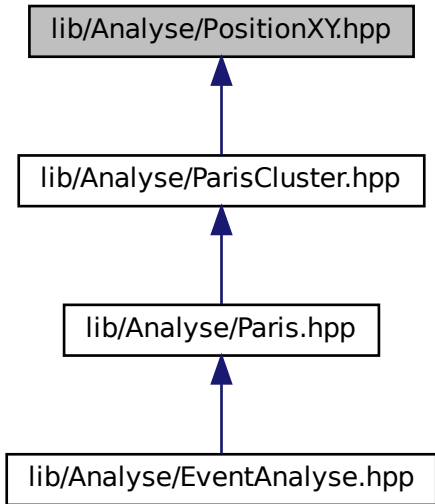 lib/Analyse/PositionXY.hpp
lib/Analyse/ParisCluster.hpp
lib/Analyse/Paris.hpp
lib/Analyse/EventAnalyse.hpp